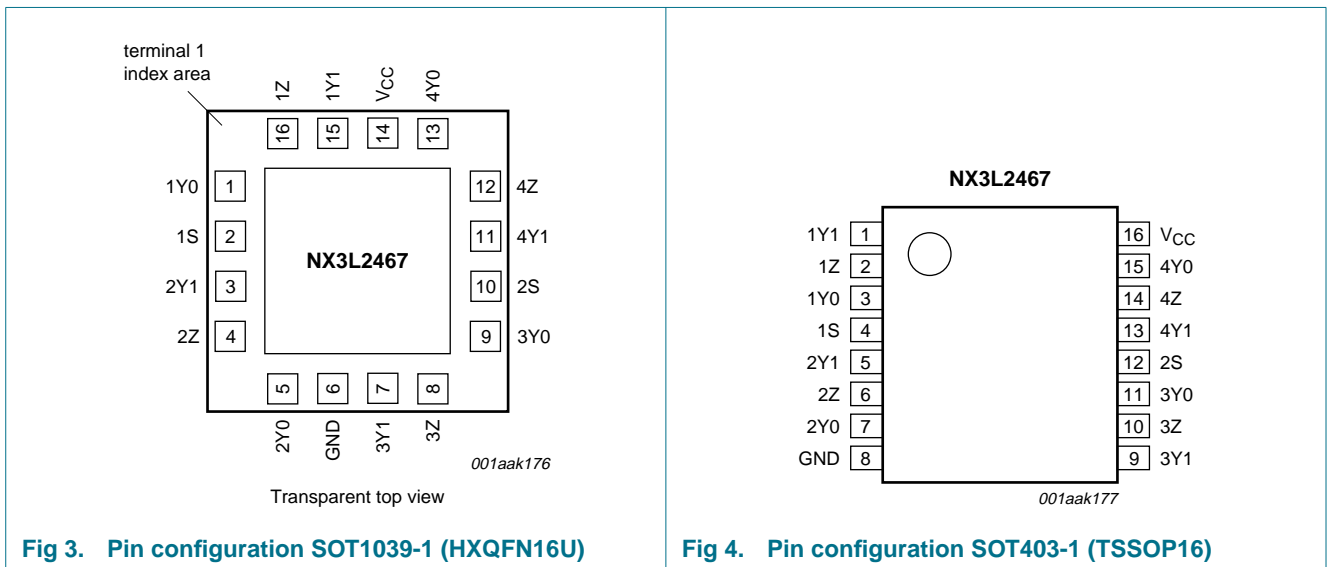 terminal 1
index area
1Z 1Y1 VCC 4Y0
16 15 14 13
1Y0 1 12 4Z
1S 2 11 4Y1
NX3L2467
2Y1 3 10 2S
2Z 4 9 3Y0
5 6 7 8
2Y0 GND 3Y1 3Z
001aak176
Transparent top view
Fig 3. Pin configuration SOT1039-1 (HXQFN16U)
NX3L2467
1Y1 1 16 VCC
1Z 2 15 4Y0
1Y0 3 14 4Z
1S 4 13 4Y1
2Y1 5 12 2S
2Z 6 11 3Y0
2Y0 7 10 3Z
GND 8 9 3Y1
001aak177
Fig 4. Pin configuration SOT403-1 (TSSOP16)